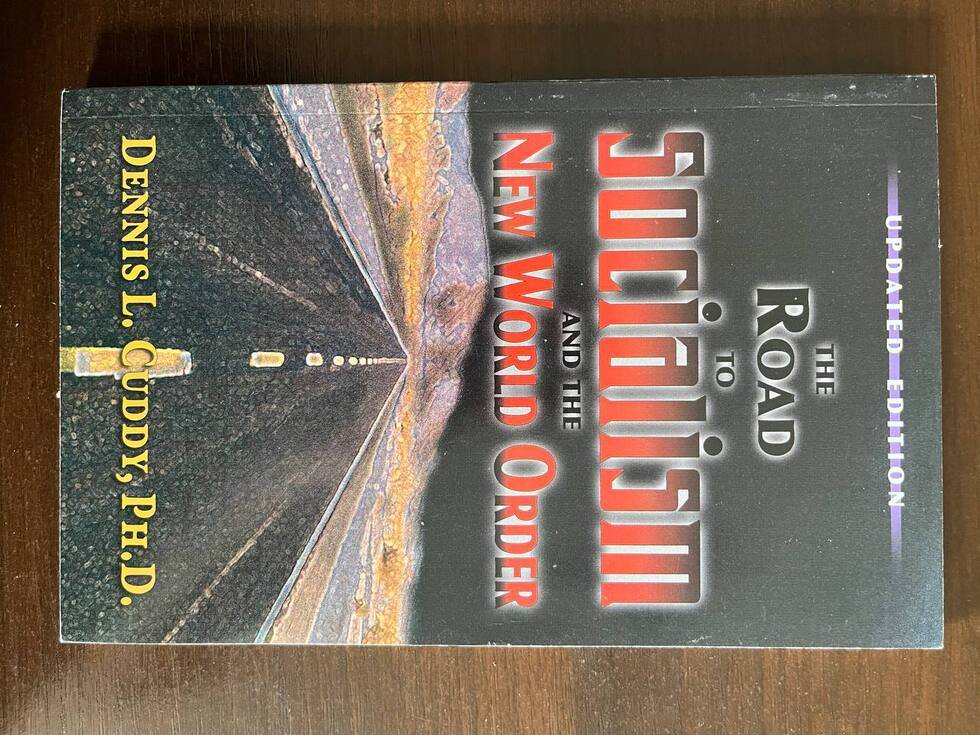 UPDATED EDITION
THE
ROAD
TO
SOCIALISM
AND THE
NEW WORLD ORDER
DENNIS L. CUDDY, PH.D.